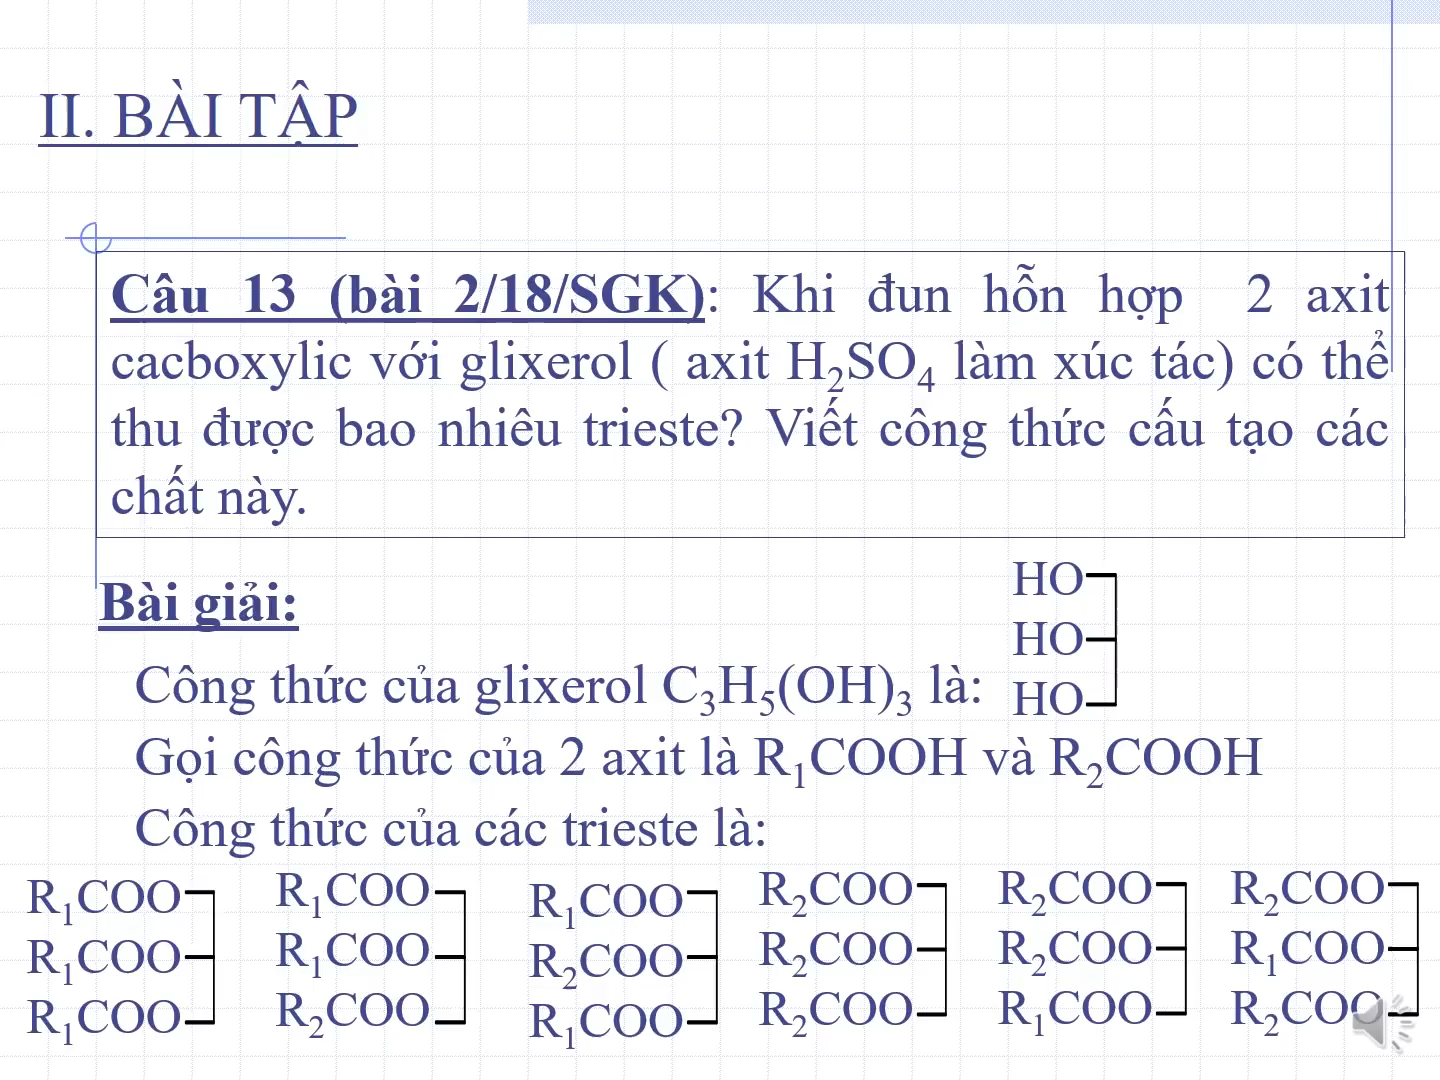 II. BÀI TẬP
Câu 13 (bài 2/18/SGK): Khi đun hỗn hợp 2 axit
cacboxylic với glixerol ( axit H₂SO₄ làm xúc tác) có thể
thu được bao nhiêu trieste? Viết công thức cấu tạo các
chất này.
Bài giải:
HO
HO
HO
Công thức của glixerol C₃H₅(OH)₃ là:
Gọi công thức của 2 axit là R₁COOH và R₂COOH
Công thức của các trieste là:
R₁COO R₁COO R₁COO R₂COO R₂COO R₂COO
R₁COO R₁COO R₂COO R₂COO R₂COO R₁COO
R₁COO R₂COO R₁COO R₂COO R₁COO R₂COO